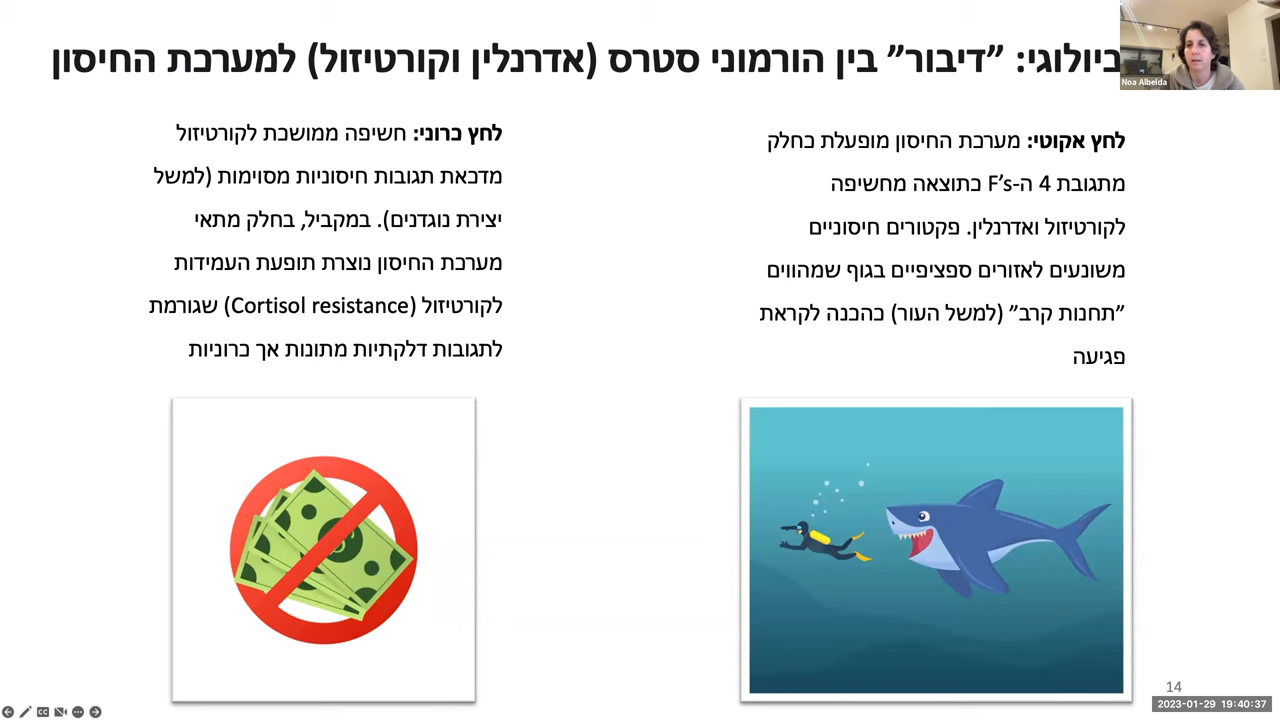 ביולוגי: ״דיבור״ בין הורמוני סטרס (אדרנלין וקורטיזול) למערכת החיסון
Noa Albelda
לחץ אקוטי: מערכת החיסון מופעלת כחלק
מתגובת 4 ה-F’s כתוצאה מחשיפה
לקורטיזול ואדרנלין. פקטורים חיסוניים
משונעים לאזורים ספציפיים בגוף שמהווים
״תחנות קרב״ (למשל העור) כהכנה לקראת
פגיעה
לחץ כרוני: חשיפה ממושכת לקורטיזול
מדכאת תגובות חיסוניות מסוימות (למשל
יצירת נוגדנים). במקביל, בחלק מתאי
מערכת החיסון נוצרת תופעת העמידות
לקורטיזול (Cortisol resistance) שגורמת
לתגובות דלקתיות מתונות אך כרוניות
14
2023-01-29 19:40:37